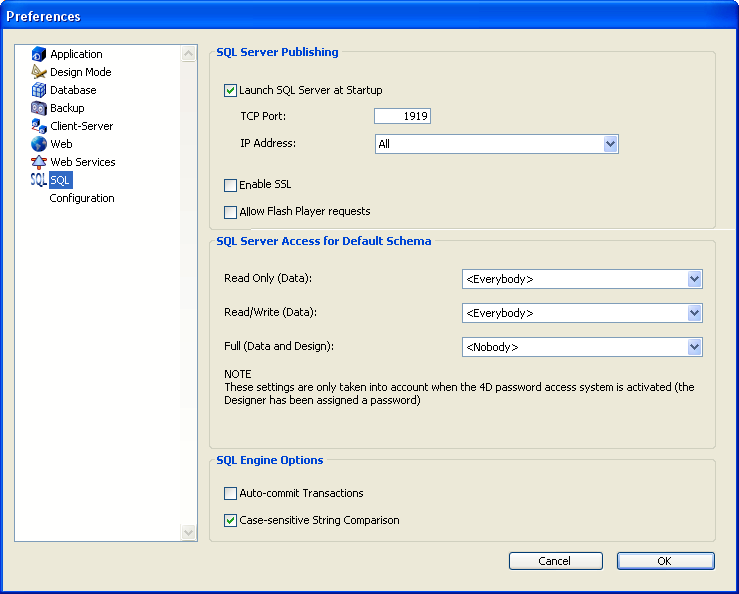 Preferences
Application
Design Mode
Database
Backup
Client-Server
Web
Web Services
SQL SQL
Configuration
SQL Server Publishing
Launch SQL Server at Startup
TCP Port: 1919
IP Address: All
Enable SSL
Allow Flash Player requests
SQL Server Access for Default Schema
Read Only (Data): <Everybody>
Read/Write (Data): <Everybody>
Full (Data and Design): <Nobody>
NOTE
These settings are only taken into account when the 4D password access system is activated (the
Designer has been assigned a password)
SQL Engine Options
Auto-commit Transactions
Case-sensitive String Comparison
Cancel OK